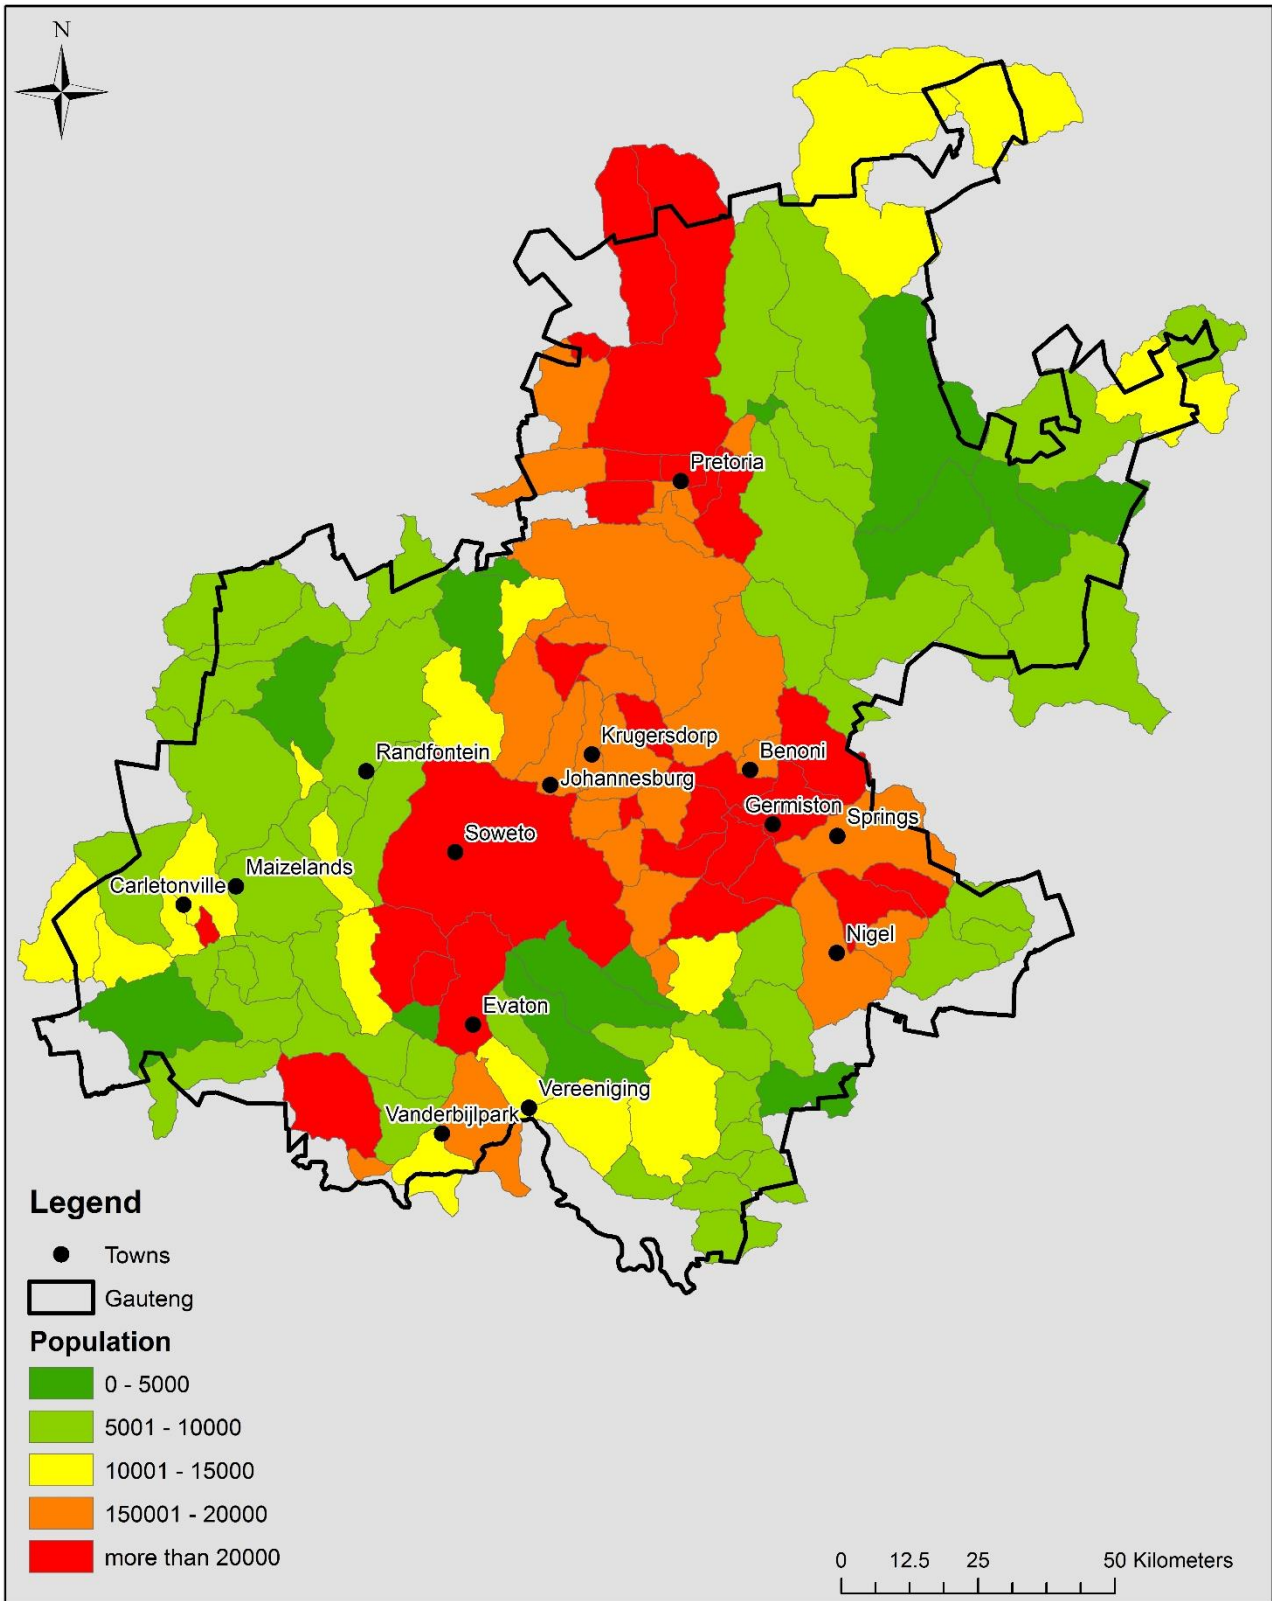 N
Pretoria
Krugersdorp
Randfontein
Benoni
Johannesburg
Germiston
Springs
Soweto
Maizelands
Carletonville
Nigel
Evaton
Vereeniging
Vanderbijlpark
Legend
Towns
Gauteng
Population
0 - 5000
5001 - 10000
10001 - 15000
150001 - 20000
more than 20000
0 12.5 25 50 Kilometers